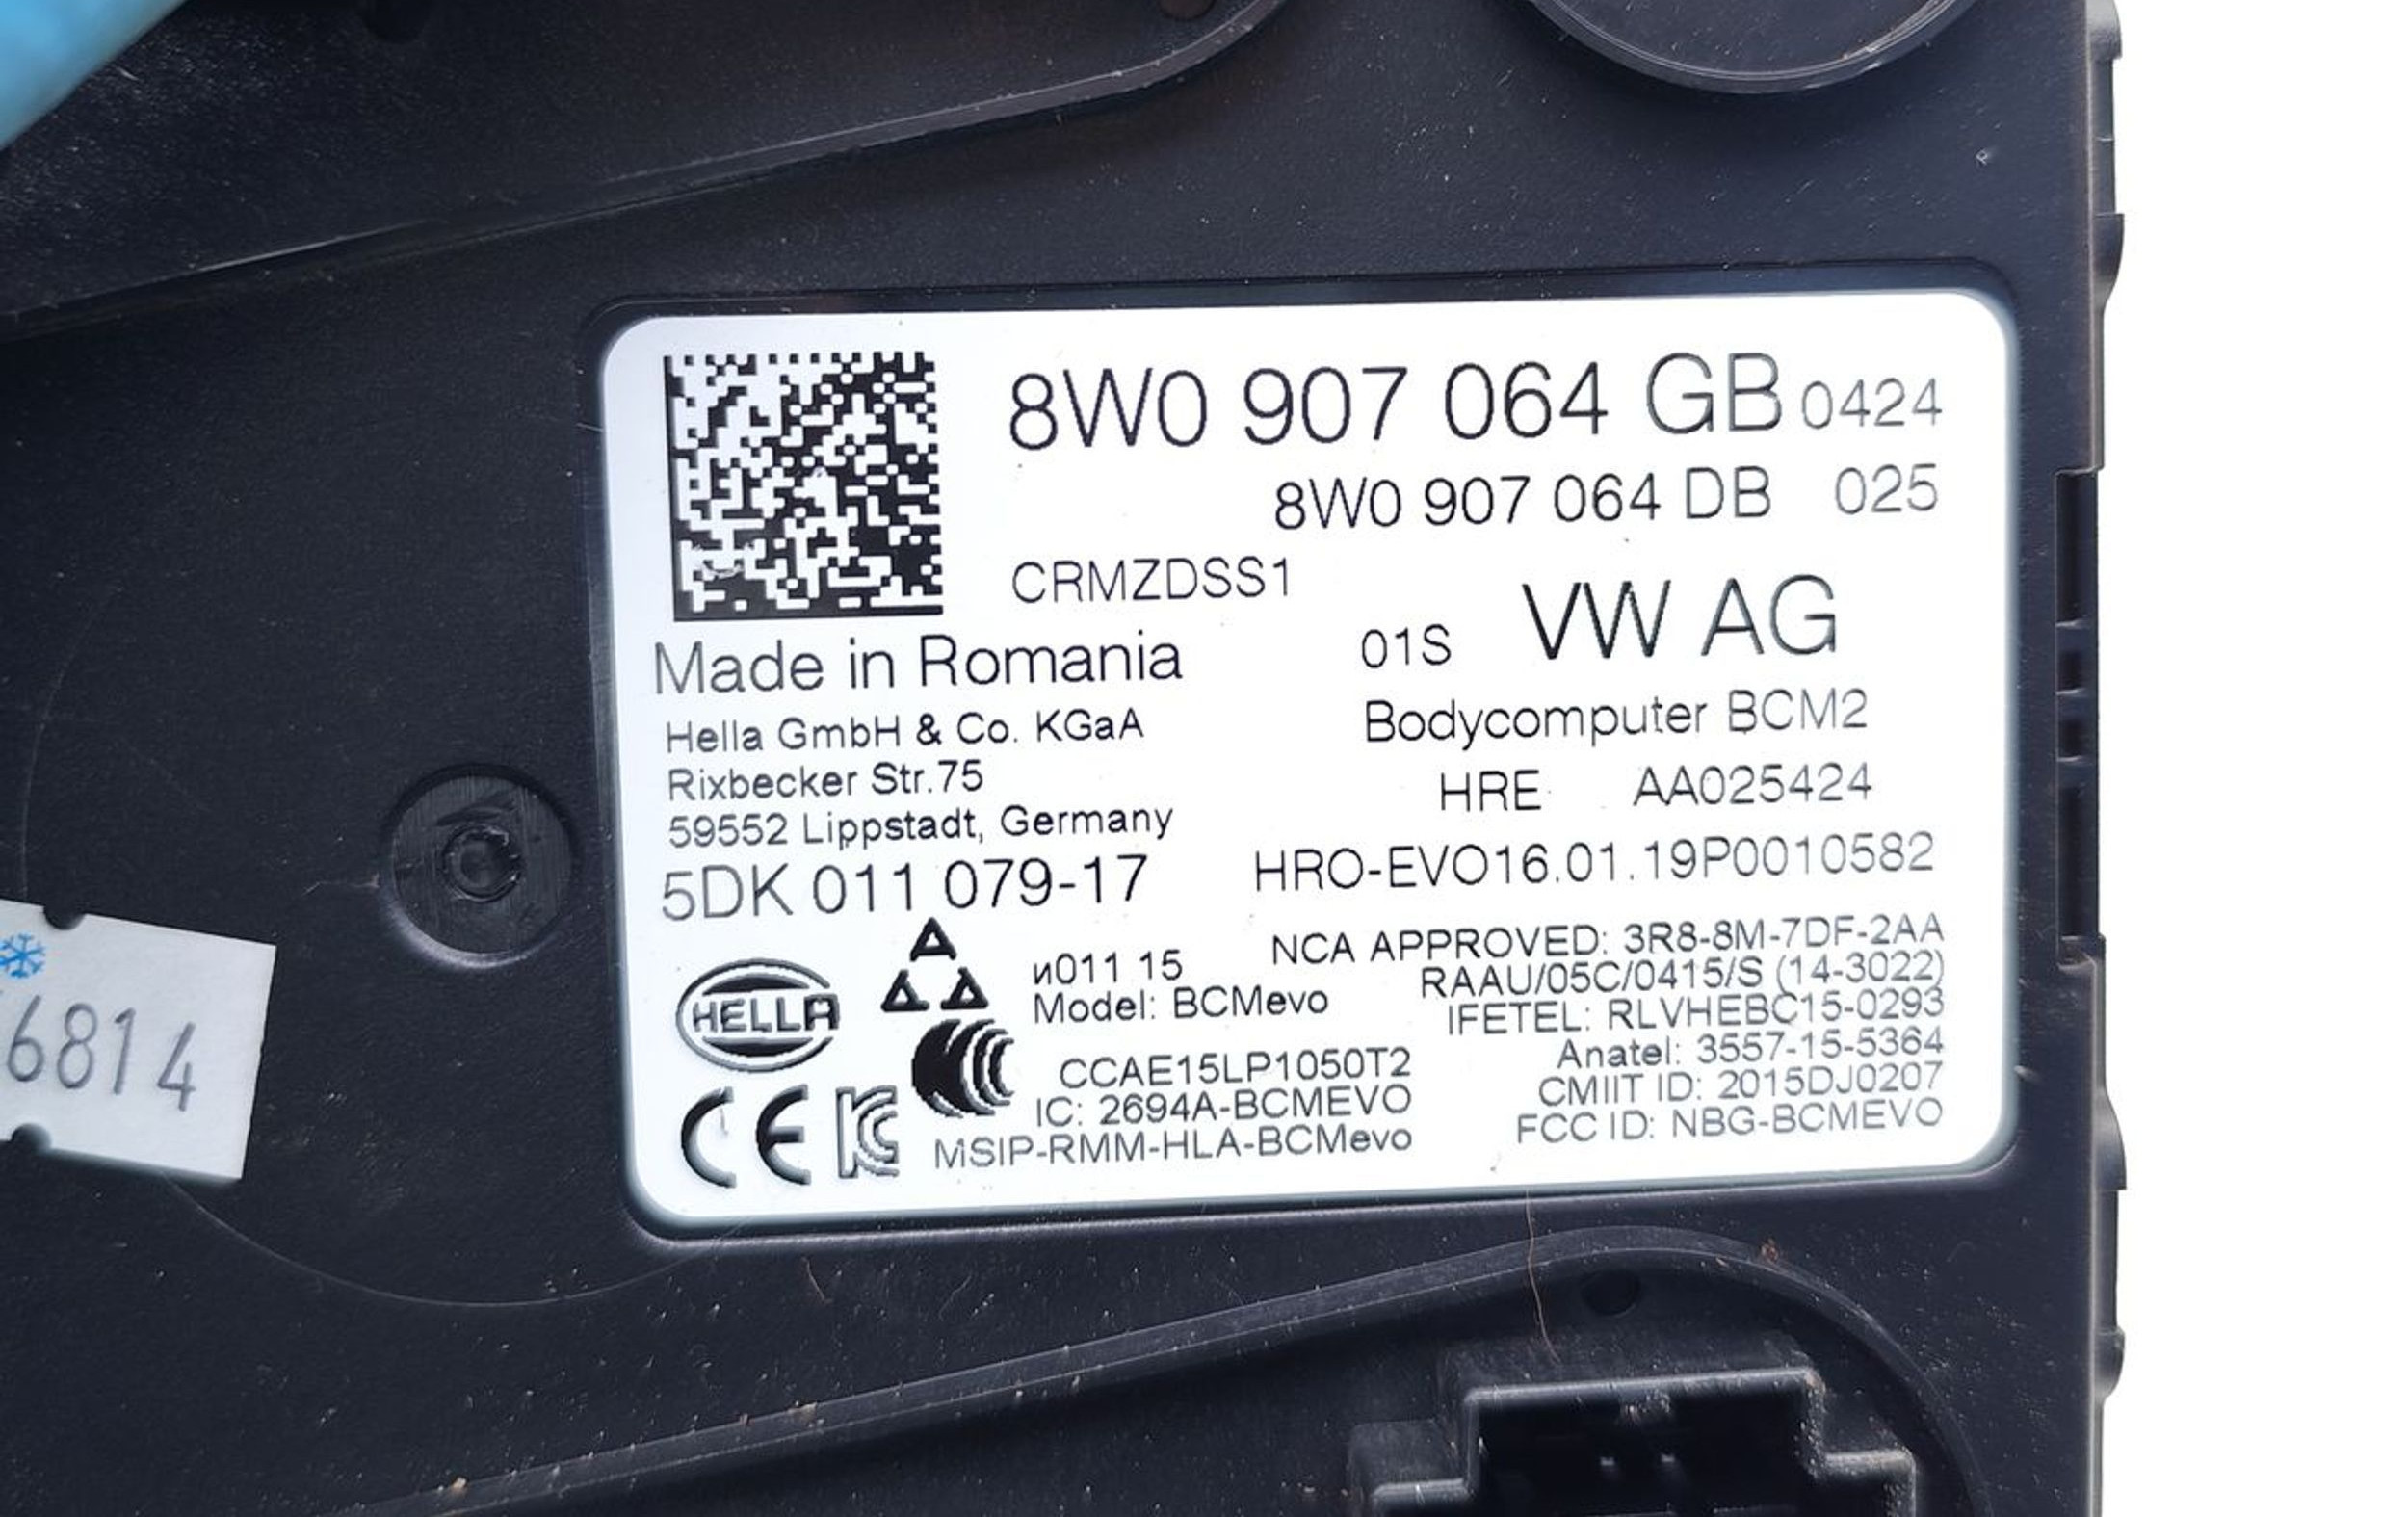 8W0 907 064 GB 0424
8W0 907 064 DB 025
CRMZDSS1
01S VW AG
Made in Romania
Bodycomputer BCM2
Hella GmbH & Co. KGaA
Rixbecker Str.75
59552 Lippstadt, Germany
HRE AA025424
5DK 011 079-17
HRO-EVO16.01.19P0010582
NCA APPROVED: 3R8-8M-7DF-2AA
RAAU/05C/0415/S (14-3022)
IFETEL: RLVHEBC15-0293
Anatel: 3557-15-5364
CMIIT ID: 2015DJ0207
FCC ID: NBG-BCMEVO
HELLA
и011 15
Model: BCMevo
CCAE15LP1050T2
IC: 2694A-BCMEVO
MSIP-RMM-HLA-BCMevo
CE
6814